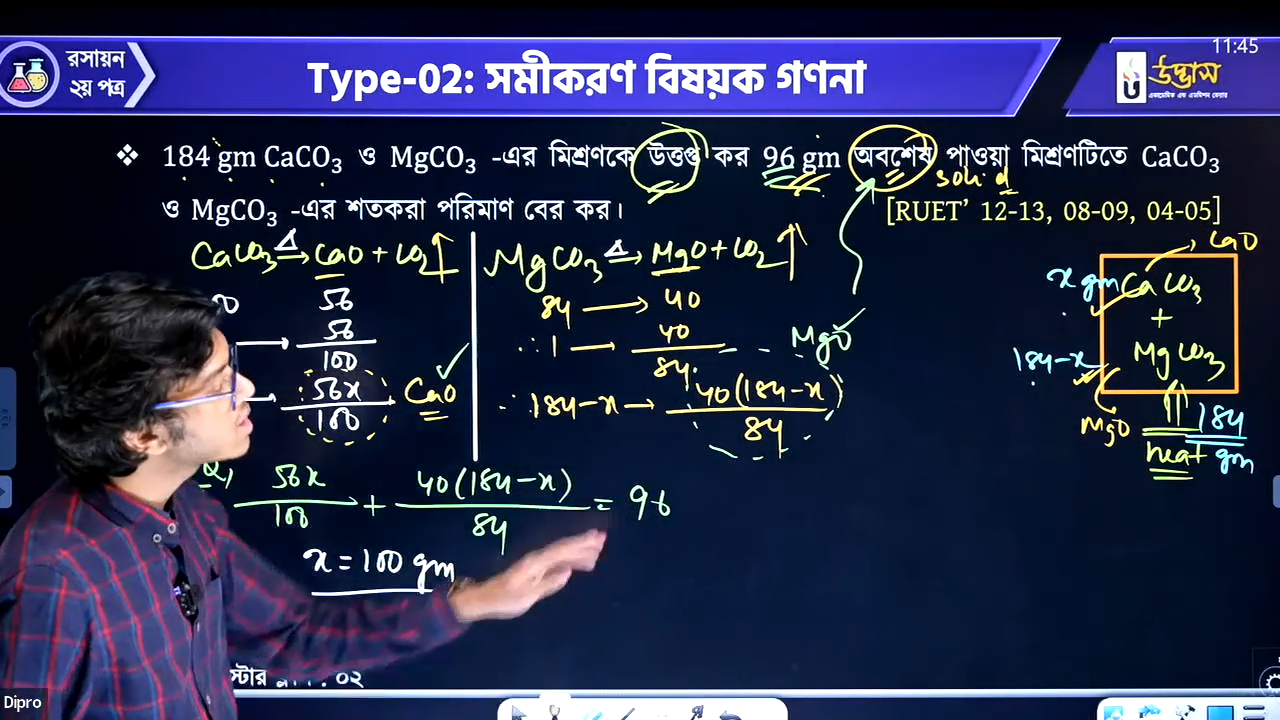 11:45
রসায়ন
২য় পত্র
Type-02: সমীকরণ বিষয়ক গণনা
উদ্ভাস
একাডেমিক এন্ড এডমিশন কেয়ার
❖ 184 gm CaCO₃ ও MgCO₃ -এর মিশ্রণকে উত্তপ্ত কর 96 gm অবশেষ পাওয়া মিশ্রণটিতে CaCO₃
solid
ও MgCO₃ -এর শতকরা পরিমাণ বের কর।
[RUET' 12-13, 08-09, 04-05]
CaCO₃ →Δ CaO + CO₂↑
56
→ 56/100
→ 56x/100 CaO ✓
MgCO₃ →Δ MgO + CO₂↑
84 → 40
∴ 1 → 40/84
MgO ✓
∴ 184-x → 40(184-x)/84
CaO
x gm CaCO₃
+
184-x MgCO₃
MgO
heat
184 gm
56x/100 + 40(184-x)/84 = 96
x = 100 gm
Dipro